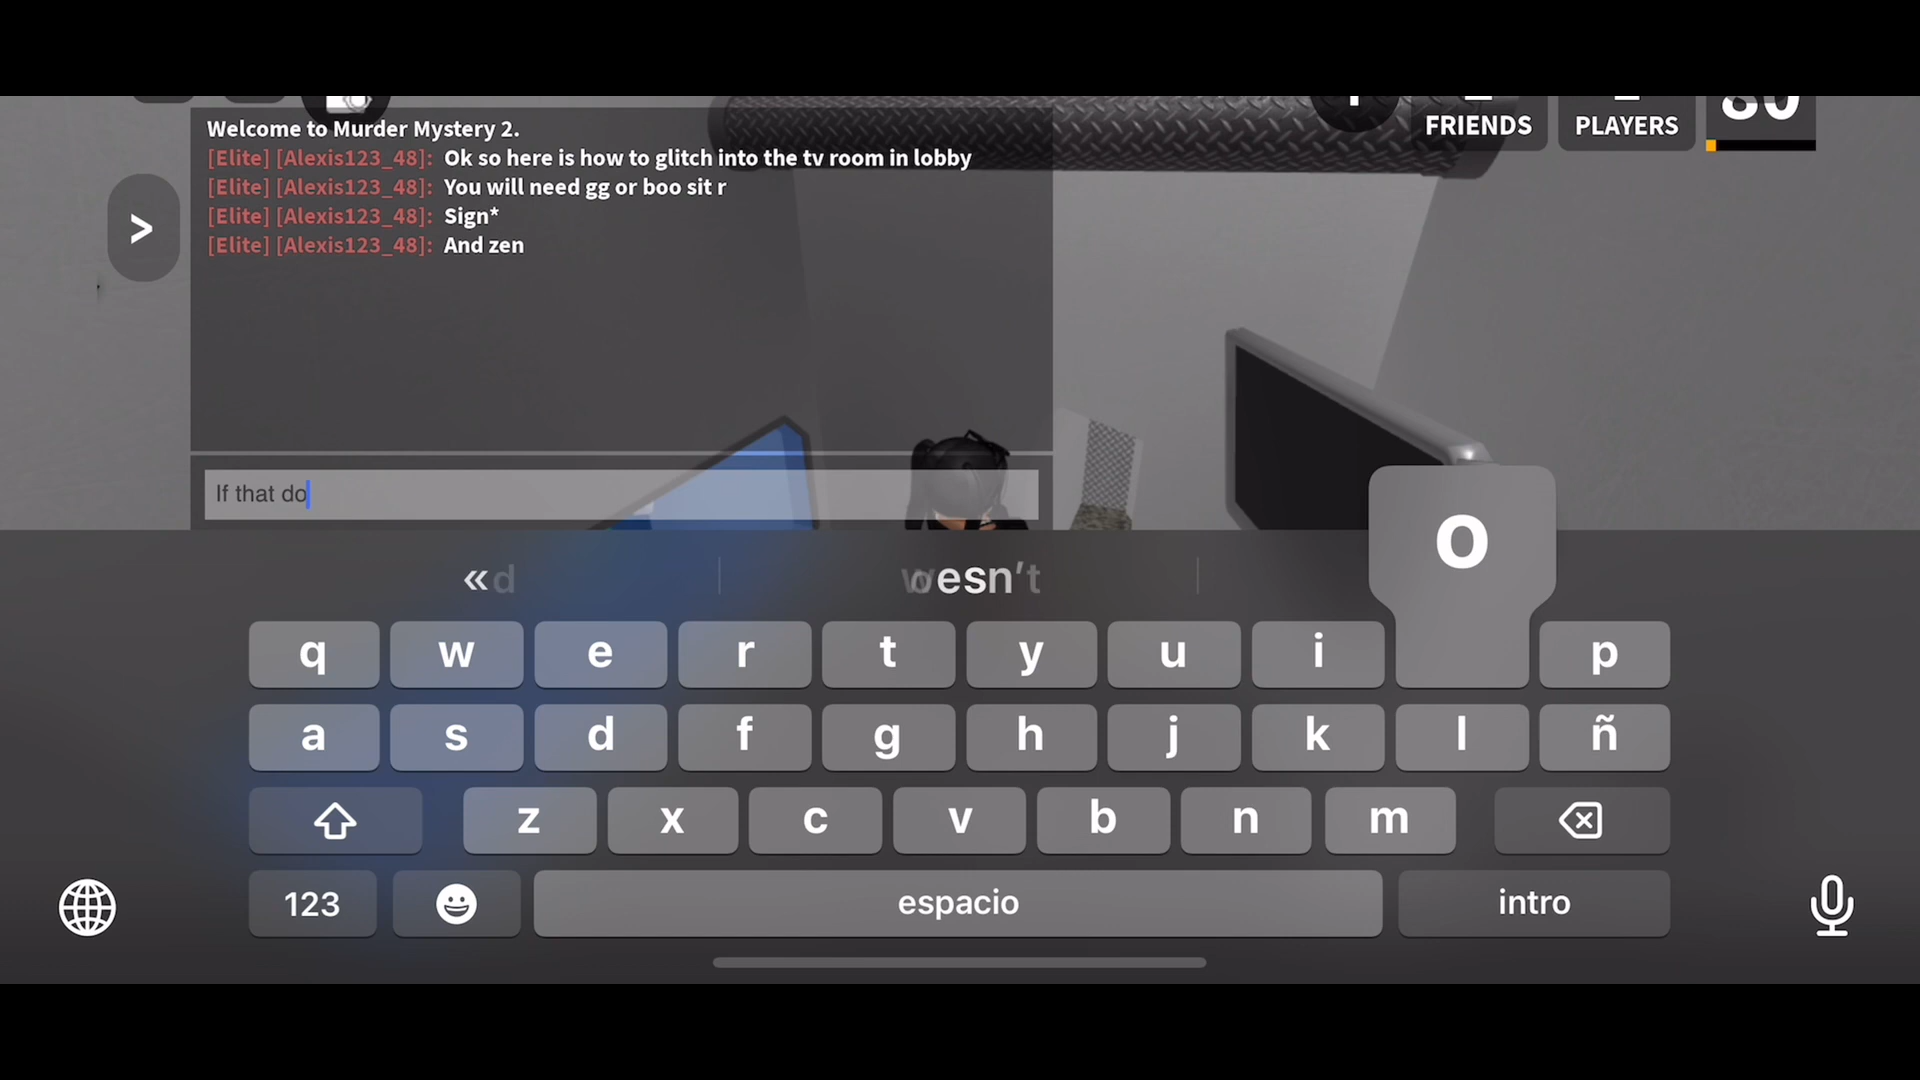 FRIENDS
PLAYERS
80
Welcome to Murder Mystery 2.
[Elite] [Alexis123_48]: Ok so here is how to glitch into the tv room in lobby
[Elite] [Alexis123_48]: You will need gg or boo sit r
[Elite] [Alexis123_48]: Sign*
[Elite] [Alexis123_48]: And zen
>
If that do
o
q w e r t y u i p
a s d f g h j k l ñ
z x c v b n m
123 espacio intro